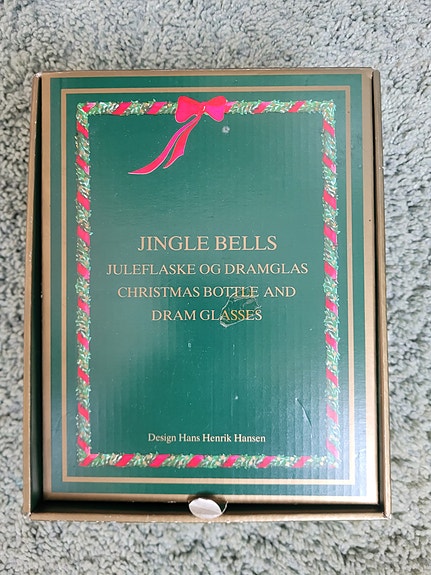 JINGLE BELLS
JULEFLASKE OG DRAMGLAS
CHRISTMAS BOTTLE AND
DRAM GLASSES
Design Hans Henrik Hansen